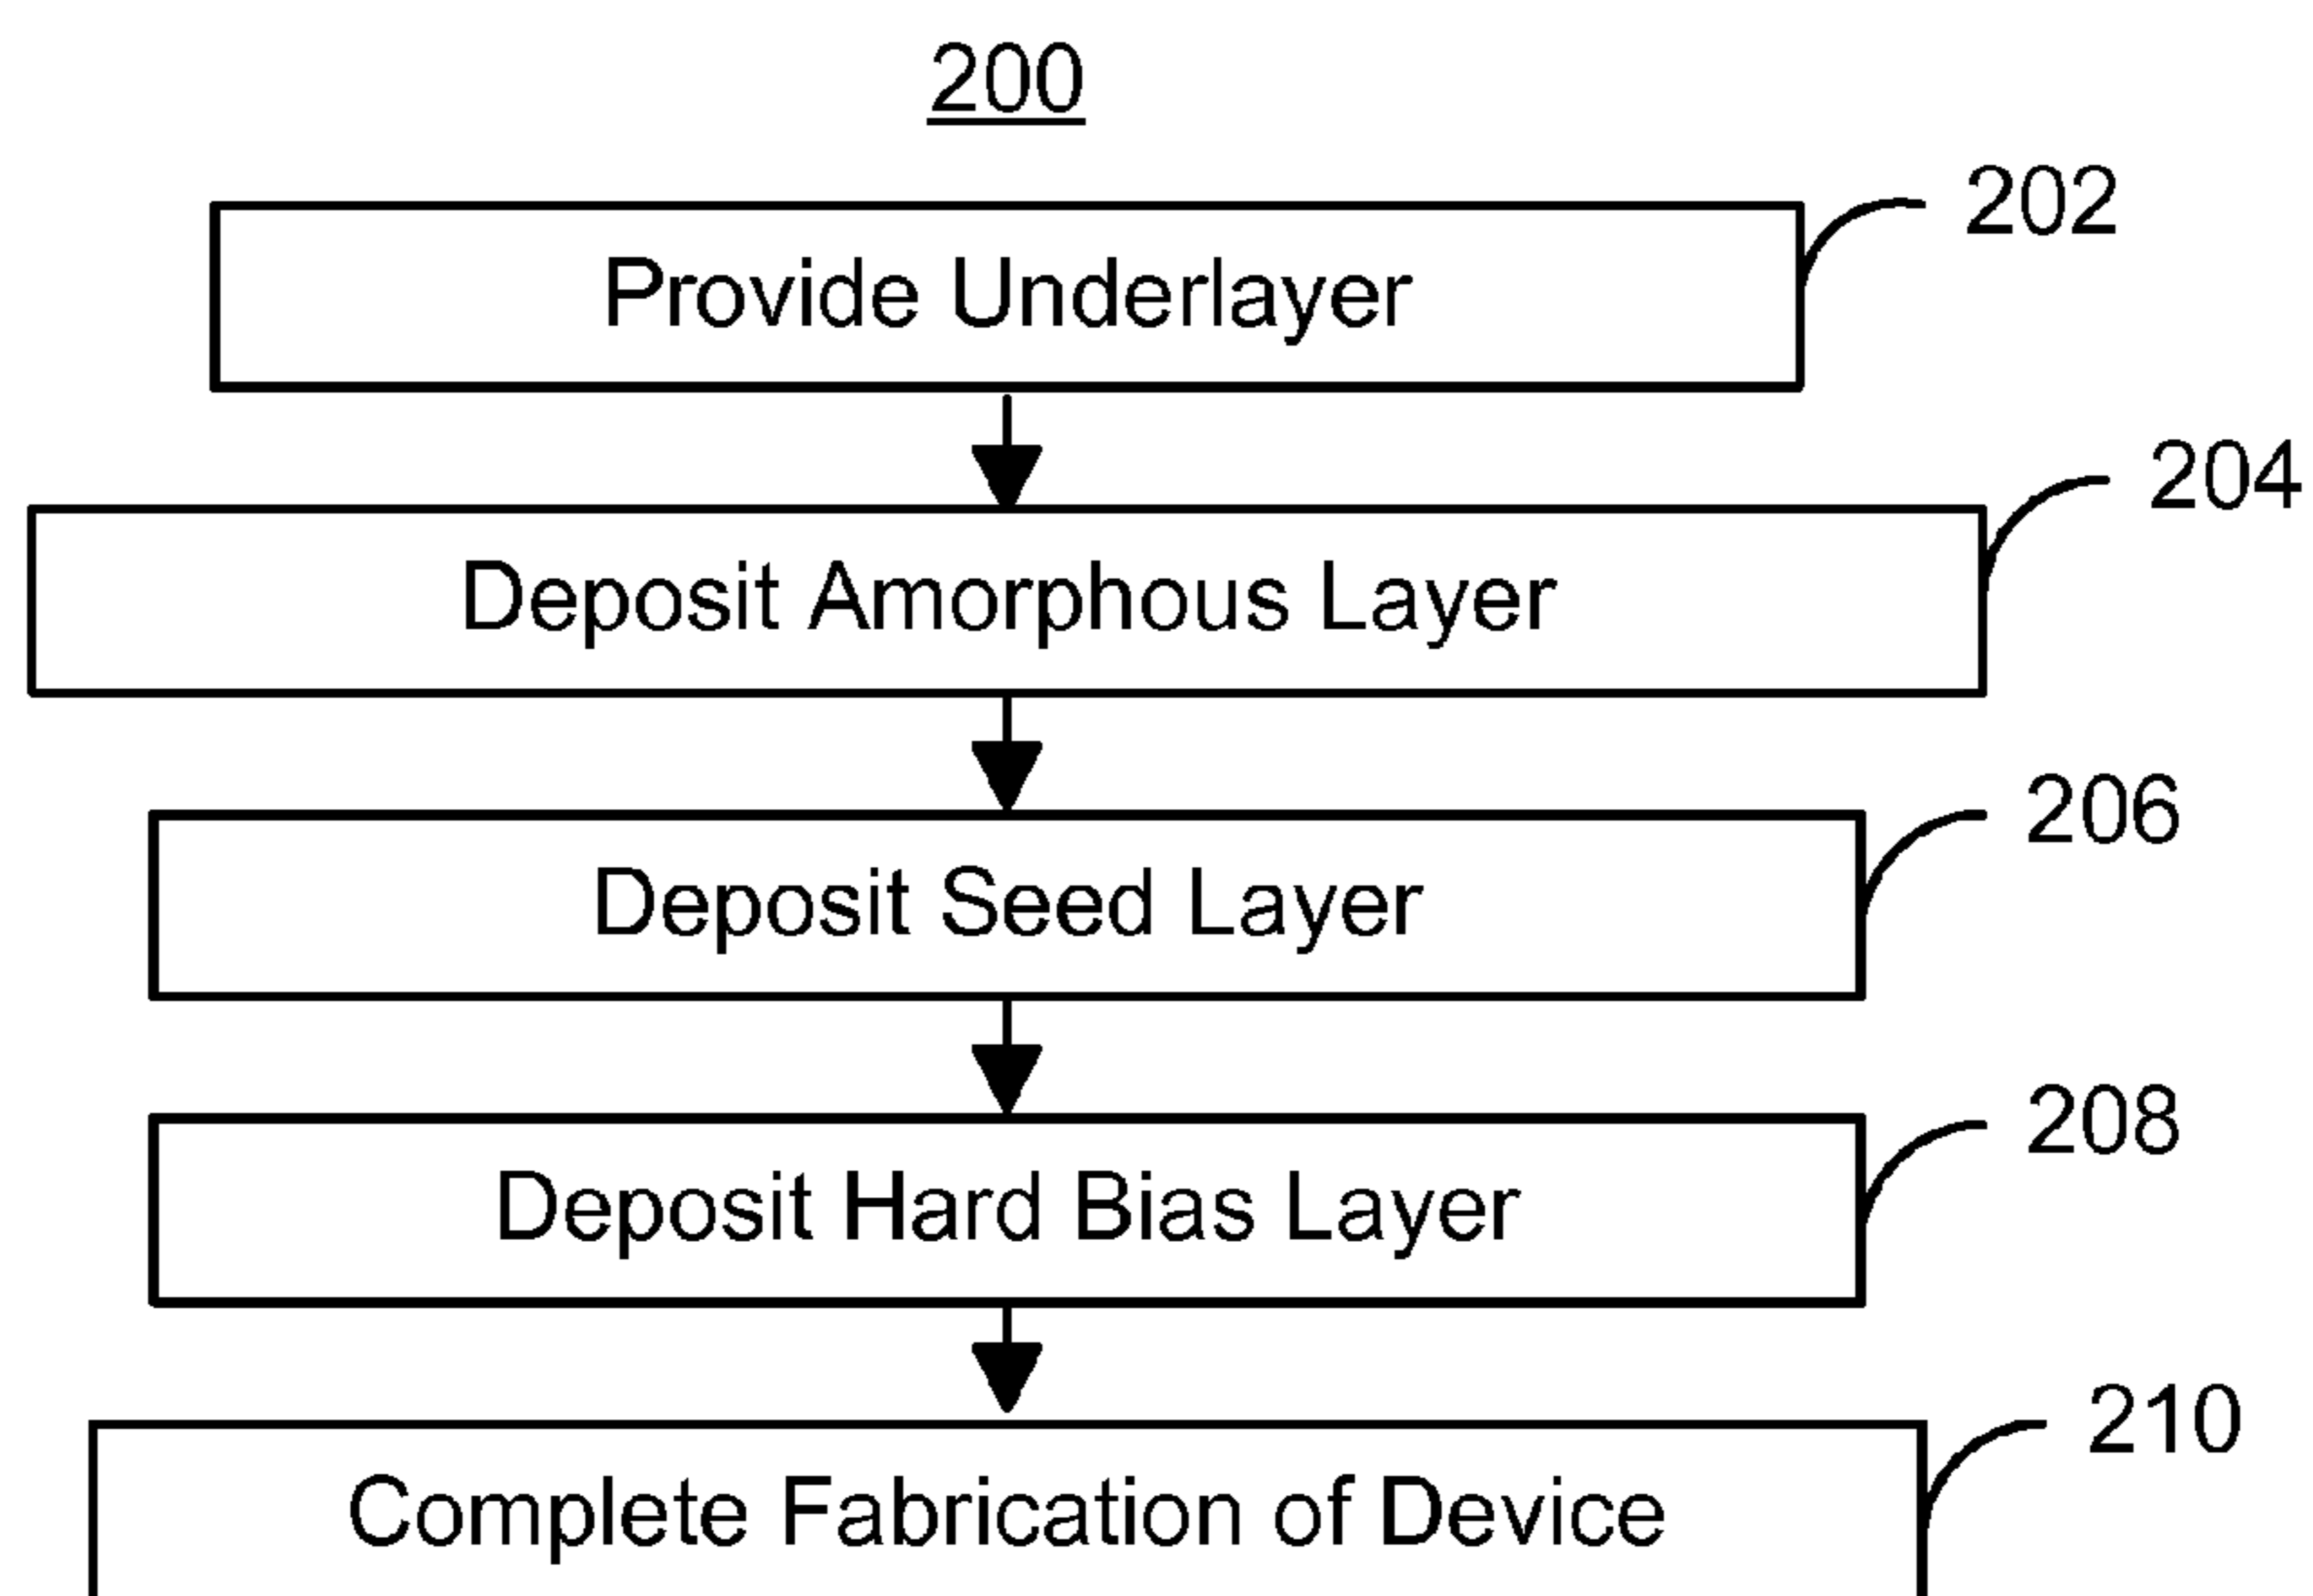 200
202
Provide Underlayer
204
Deposit Amorphous Layer
206
Deposit Seed Layer
208
Deposit Hard Bias Layer
210
Complete Fabrication of Device